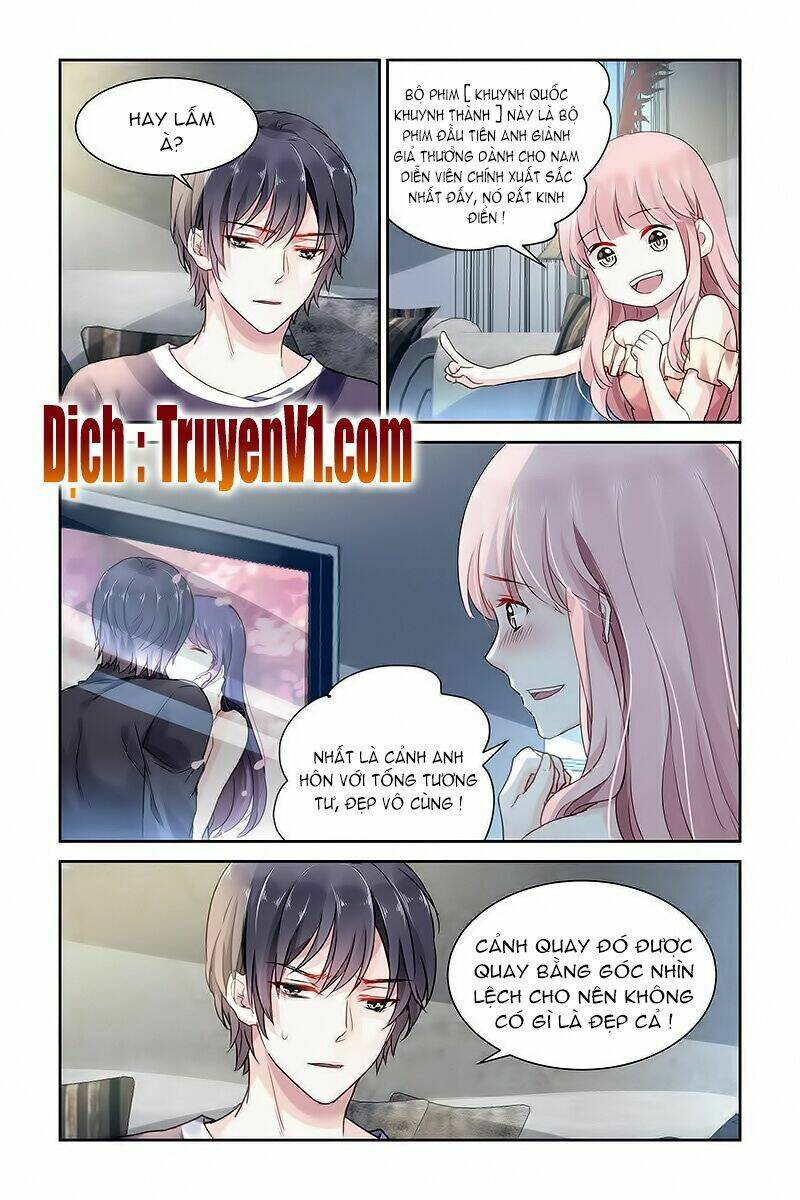 HAY LẮM
À?
BỘ PHIM [ KHUYNH QUỐC
KHUYNH THÀNH ] NÀY LÀ BỘ
PHIM ĐẦU TIÊN ANH GIÀNH
GIẢ THƯỞNG DÀNH CHO NAM
DIỄN VIÊN CHÍNH XUẤT SẮC
NHẤT ĐẤY, NÓ RẤT KINH
ĐIỂN !
Dịch : TruyenV1.com
NHẤT LÀ CẢNH ANH
HÔN VỚI TỐNG TƯƠNG
TƯ, ĐẸP VÔ CÙNG !
CẢNH QUAY ĐÓ ĐƯỢC
QUAY BẰNG GÓC NHÌN
LỆCH CHO NÊN KHÔNG
CÓ GÌ LÀ ĐẸP CẢ !